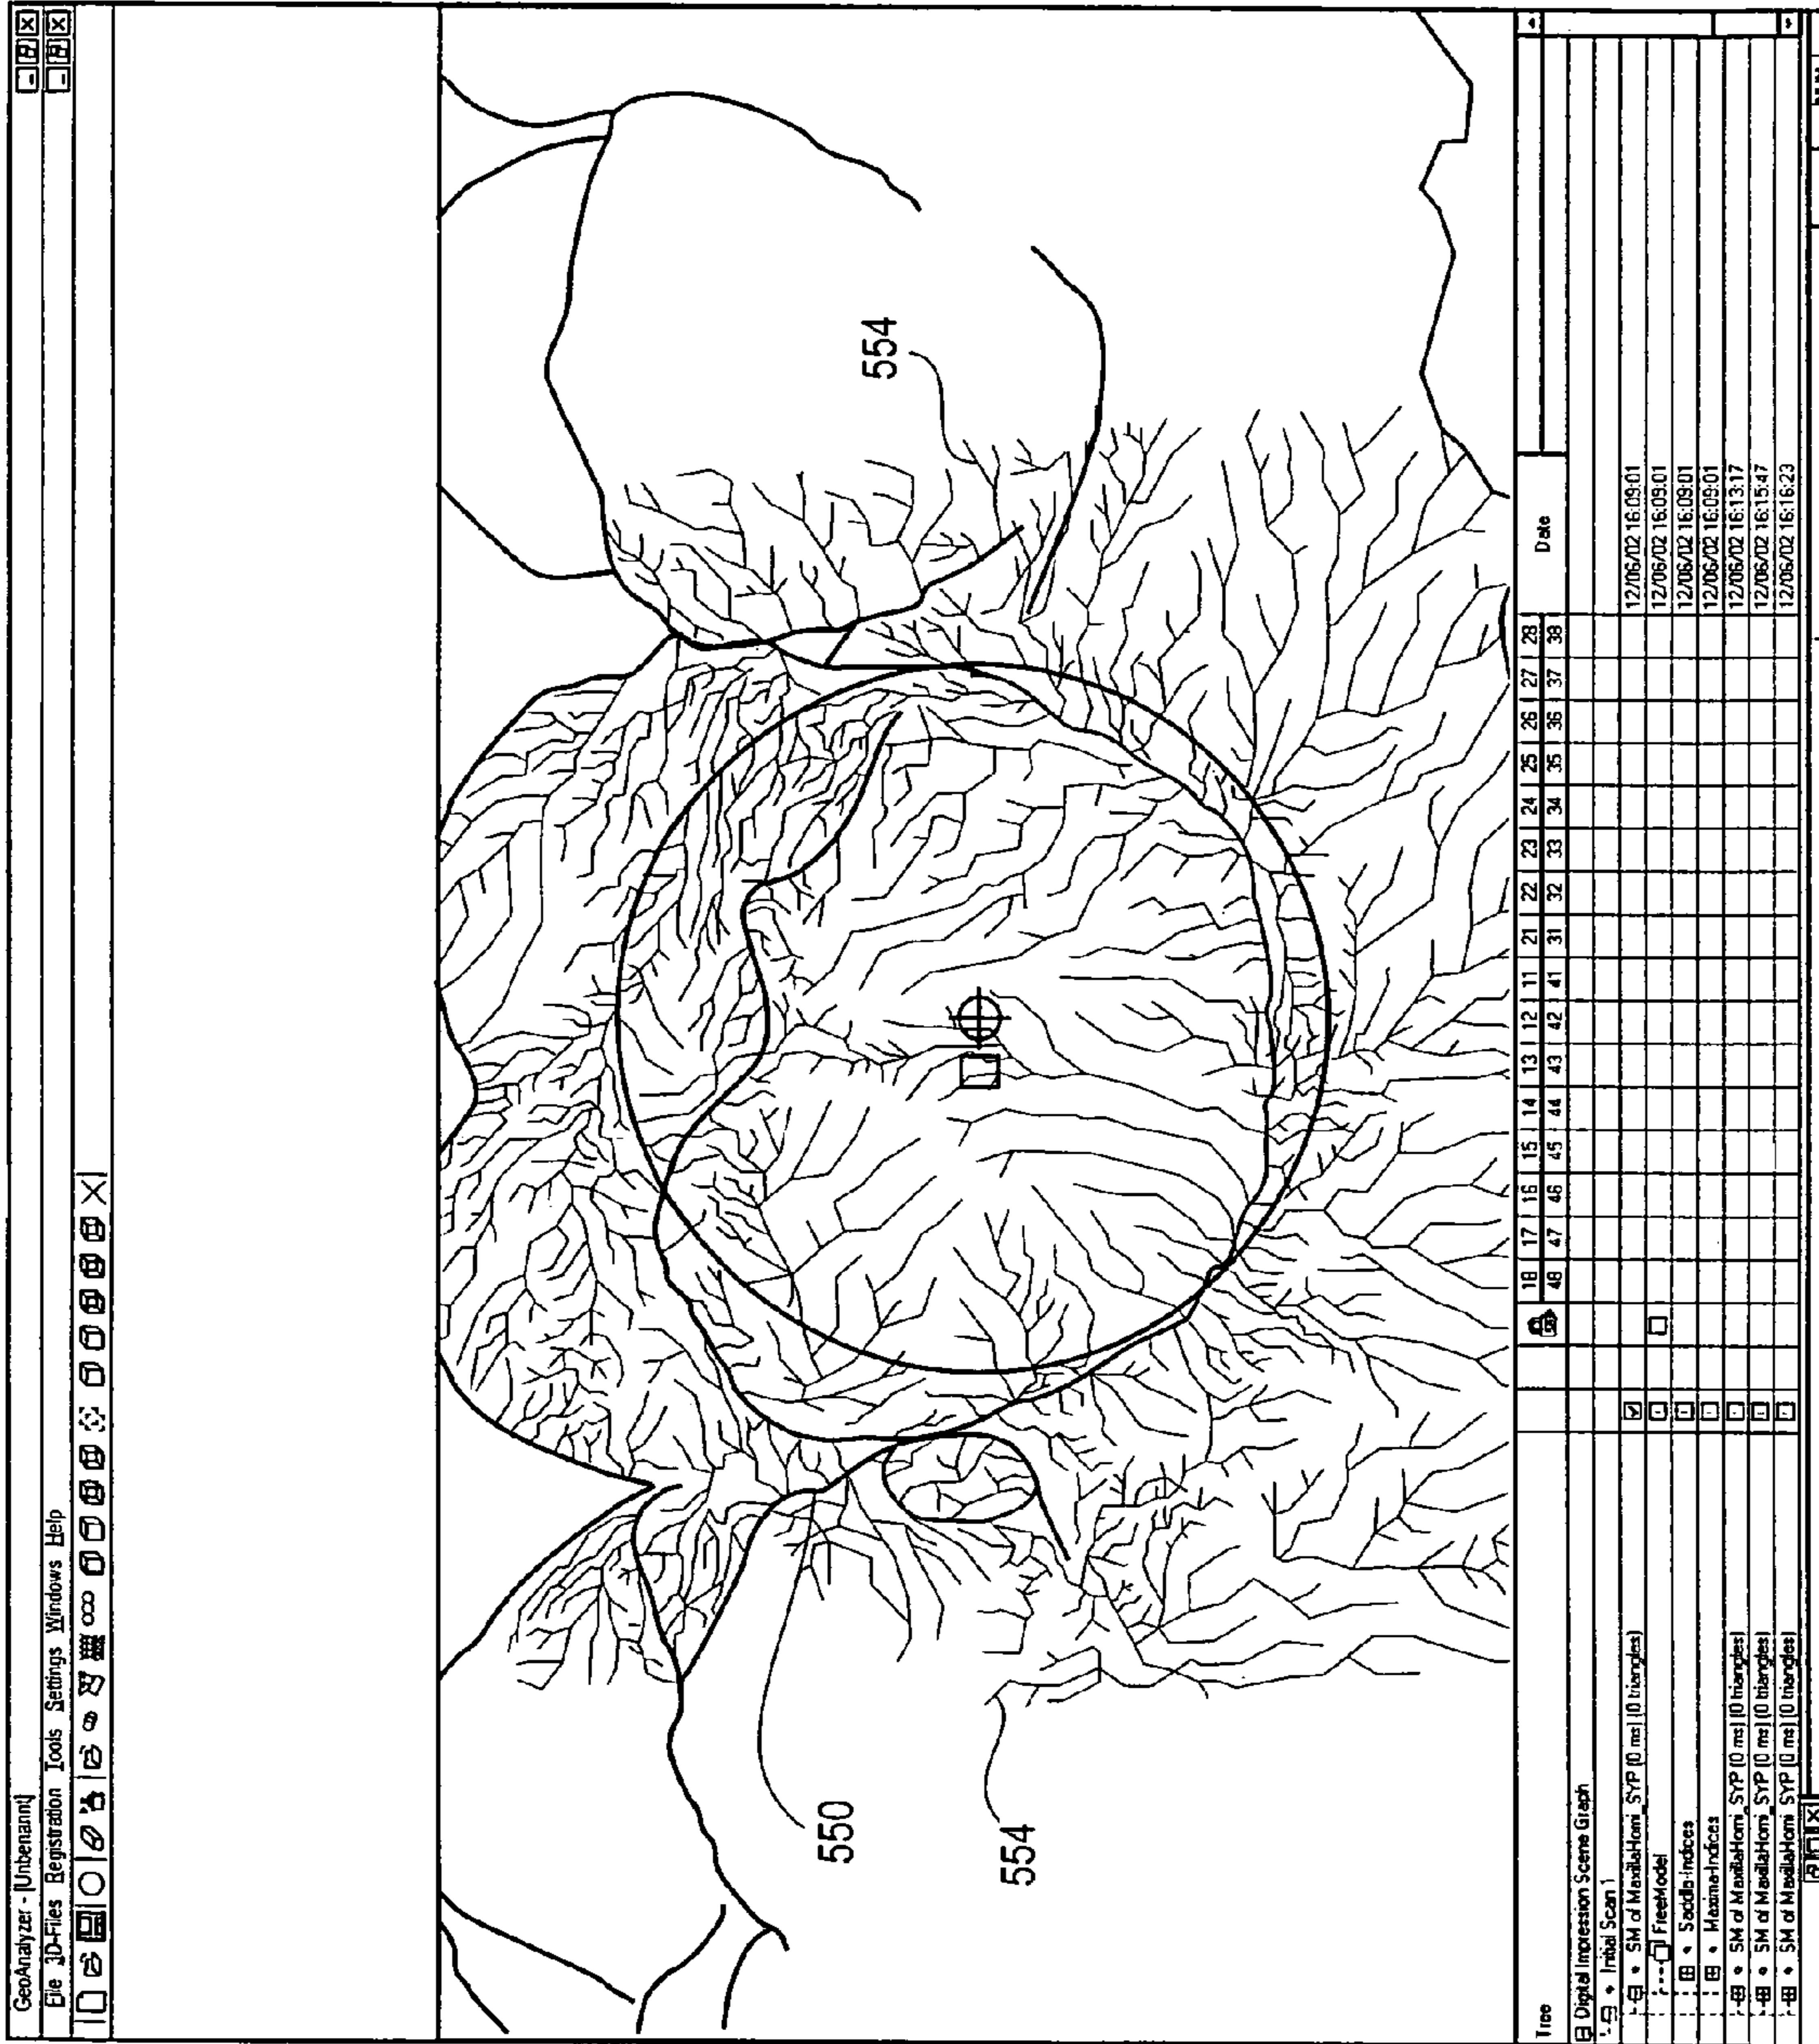 GeoAnalyzer - [Unbenannt]
File 3D-Files Registration Tools Settings Windows Help
554
550
554
Tree 18 17 16 15 14 13 12 11 21 22 23 24 25 26 27 28 Date
48 47 46 45 44 43 42 41 31 32 33 34 35 36 37 38
Digital Impression Scene Graph
Initial Scan 1
SM of MaxillaHomi_SYP (0 ms) (0 triangles) 12/06/02 16:09:01
FreeModel 12/06/02 16:09:01
Saddle-Indices 12/06/02 16:09:01
Maxima-Indices 12/06/02 16:09:01
SM of MaxillaHomi_SYP (0 ms) (0 triangles) 12/06/02 16:13:17
SM of MaxillaHomi_SYP (0 ms) (0 triangles) 12/06/02 16:15:47
SM of MaxillaHomi_SYP (0 ms) (0 triangles) 12/06/02 16:16:23